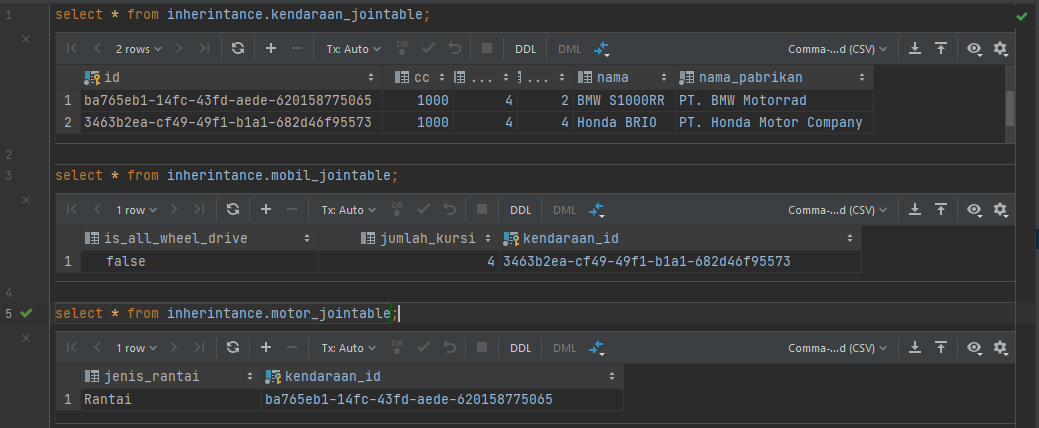 1 select * from inherintance.kendaraan_jointable;
2 rows Tx: Auto DB DDL DML Comma-...d (CSV)
id cc ... ... nama nama_pabrikan
1 ba765eb1-14fc-43fd-aede-620158775065 1000 4 2 BMW S1000RR PT. BMW Motorrad
2 3463b2ea-cf49-49f1-b1a1-682d46f95573 1000 4 4 Honda BRIO PT. Honda Motor Company
2
3 select * from inherintance.mobil_jointable;
1 row Tx: Auto DB DDL DML Comma-...d (CSV)
is_all_wheel_drive jumlah_kursi kendaraan_id
1 false 4 3463b2ea-cf49-49f1-b1a1-682d46f95573
4
5 select * from inherintance.motor_jointable;
1 row Tx: Auto DB DDL DML Comma-...d (CSV)
jenis_rantai kendaraan_id
1 Rantai ba765eb1-14fc-43fd-aede-620158775065